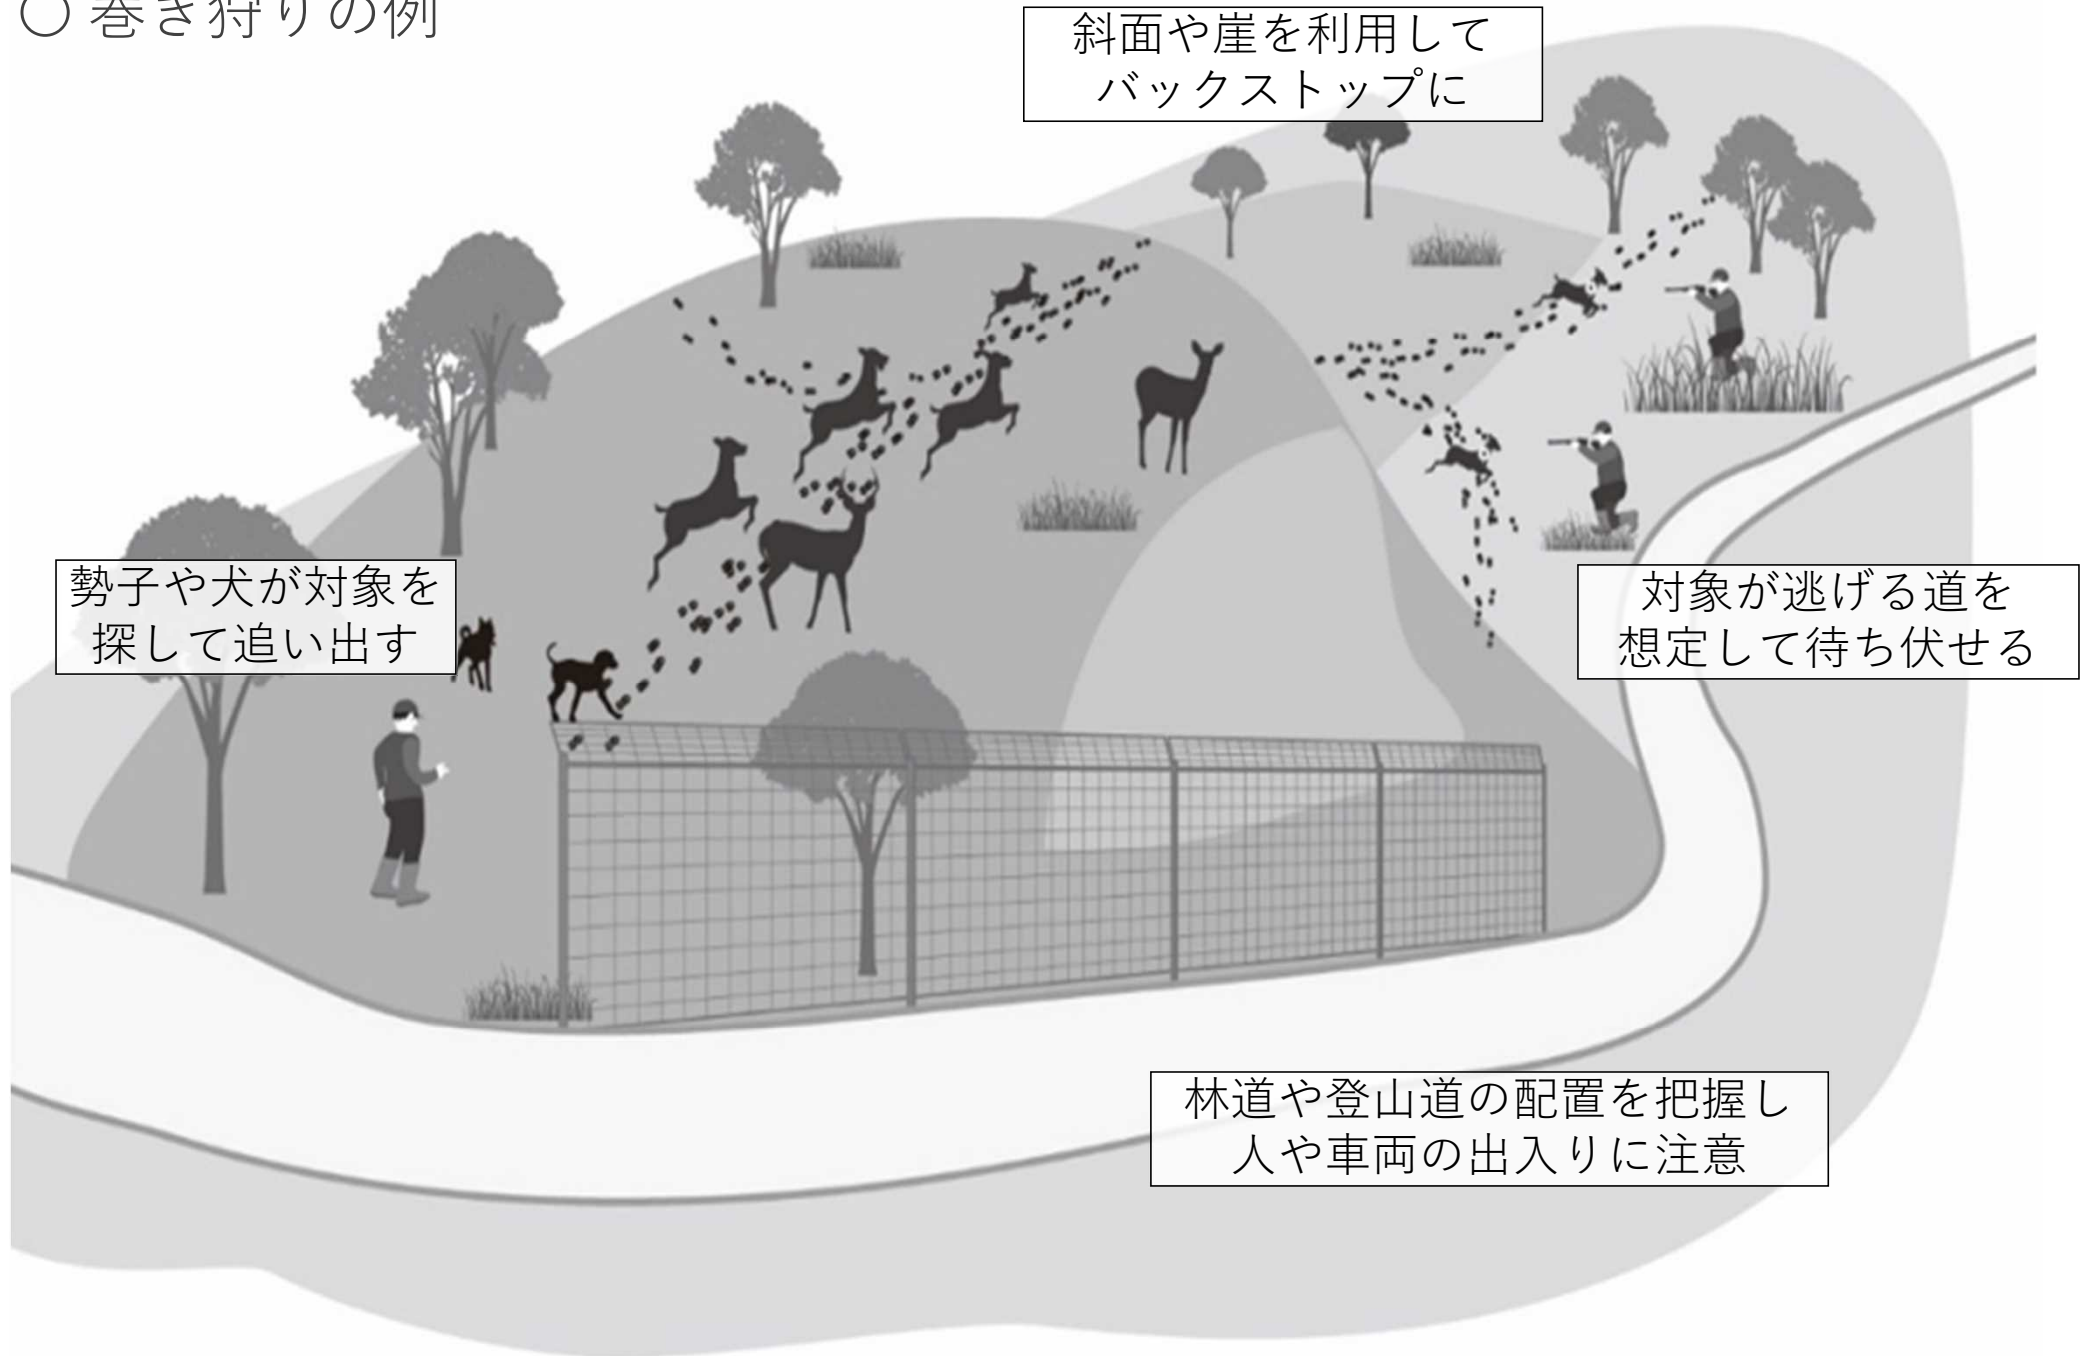 ○ 巻き狩りの例
斜面や崖を利用して
バックストップに
勢子や犬が対象を
探して追い出す
対象が逃げる道を
想定して待ち伏せる
林道や登山道の配置を把握し
人や車両の出入りに注意